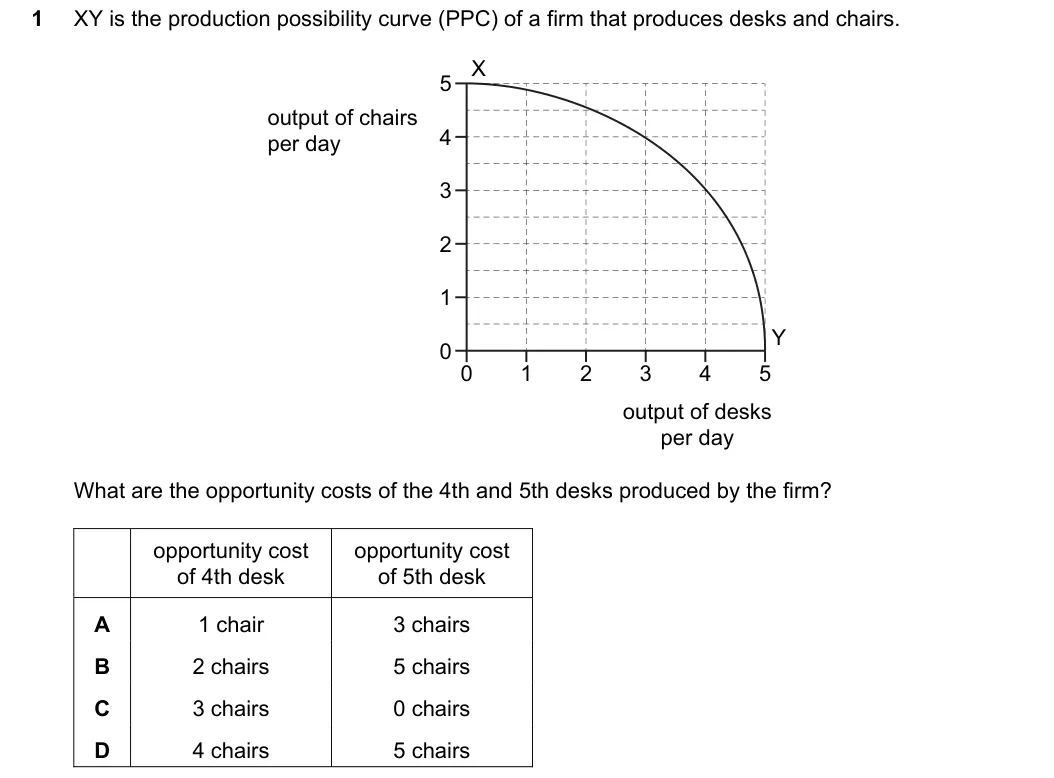 1 XY is the production possibility curve (PPC) of a firm that produces desks and chairs.
X
output of chairs
per day
5
4
3
2
1
0
Y
0 1 2 3 4 5
output of desks
per day
What are the opportunity costs of the 4th and 5th desks produced by the firm?
opportunity cost opportunity cost
of 4th desk of 5th desk
A 1 chair 3 chairs
B 2 chairs 5 chairs
C 3 chairs 0 chairs
D 4 chairs 5 chairs